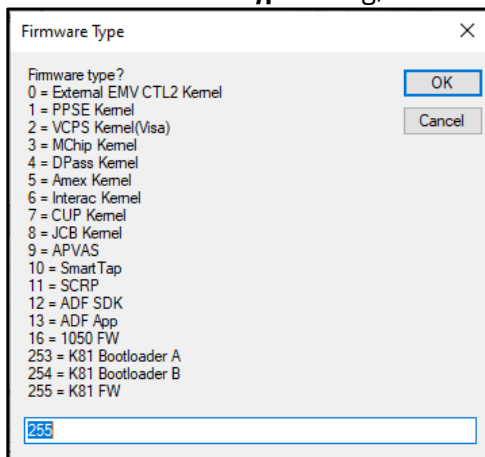 Firmware Type
Firmware type?
0 = External EMV CTL2 Kernel
1 = PPSE Kernel
2 = VCPS Kernel(Visa)
3 = MChip Kernel
4 = DPass Kernel
5 = Amex Kernel
6 = Interac Kernel
7 = CUP Kernel
8 = JCB Kernel
9 = APVAS
10 = SmartTap
11 = SCRP
12 = ADF SDK
13 = ADF App
16 = 1050 FW
253 = K81 Bootloader A
254 = K81 Bootloader B
255 = K81 FW
OK
Cancel
255